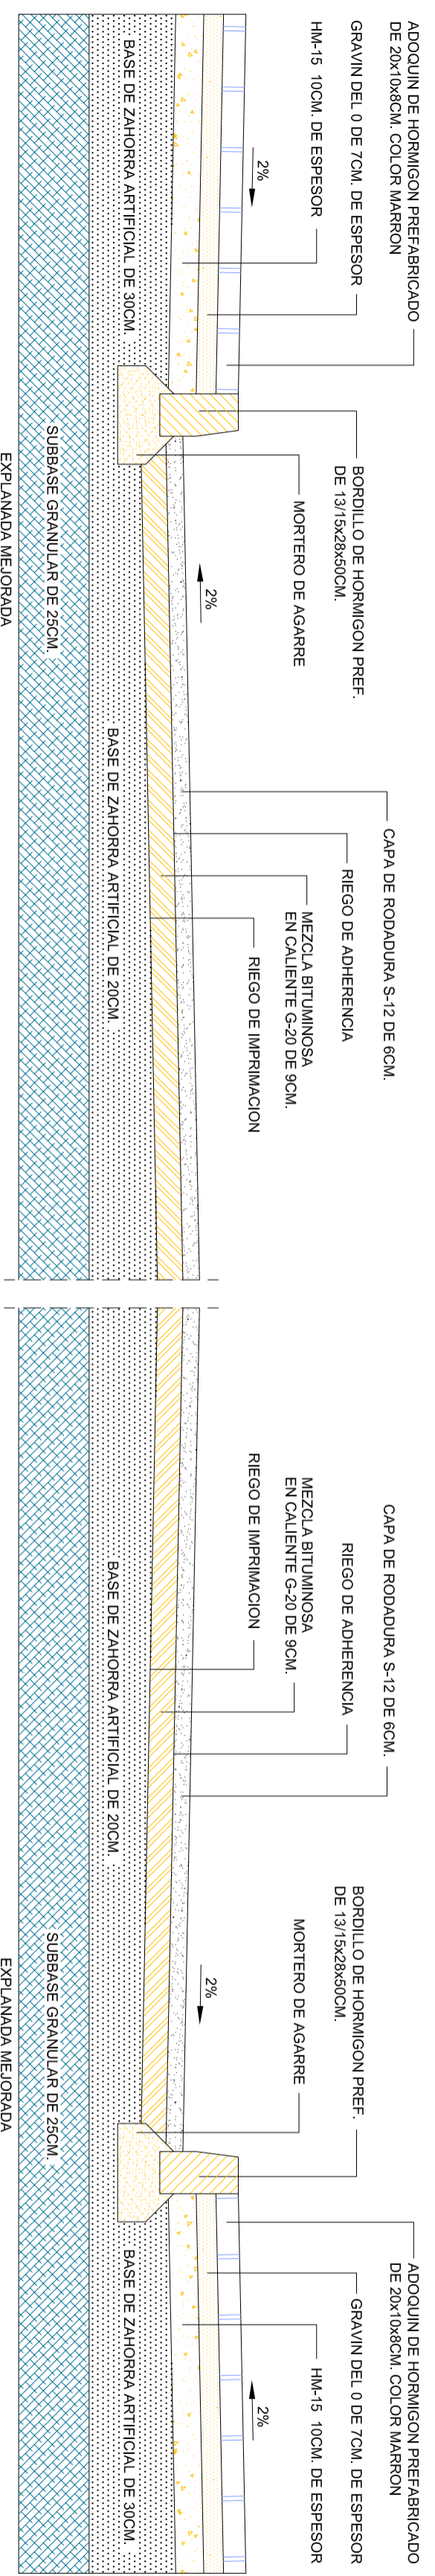 ADOQUIN DE HORMIGON PREFABRICADO
DE 20x10x8CM. COLOR MARRON
GRAVIN DEL 0 DE 7CM. DE ESPESOR
HM-15 10CM. DE ESPESOR
2%
BASE DE ZAHORRA ARTIFICIAL DE 30CM.
BORDILLO DE HORMIGON PREF.
DE 13/15x28x50CM.
MORTERO DE AGARRE
2%
SUBBASE GRANULAR DE 25CM.
EXPLANADA MEJORADA
CAPA DE RODADURA S-12 DE 6CM.
RIEGO DE ADHERENCIA
MEZCLA BITUMINOSA
EN CALIENTE G-20 DE 9CM.
RIEGO DE IMPRIMACION
BASE DE ZAHORRA ARTIFICIAL DE 20CM.
CAPA DE RODADURA S-12 DE 6CM.
RIEGO DE ADHERENCIA
MEZCLA BITUMINOSA
EN CALIENTE G-20 DE 9CM.
RIEGO DE IMPRIMACION
BASE DE ZAHORRA ARTIFICIAL DE 20CM.
BORDILLO DE HORMIGON PREF.
DE 13/15x28x50CM.
MORTERO DE AGARRE
2%
SUBBASE GRANULAR DE 25CM.
EXPLANADA MEJORADA
ADOQUIN DE HORMIGON PREFABRICADO
DE 20x10x8CM. COLOR MARRON
GRAVIN DEL 0 DE 7CM. DE ESPESOR
HM-15 10CM. DE ESPESOR
2%
BASE DE ZAHORRA ARTIFICIAL DE 30CM.